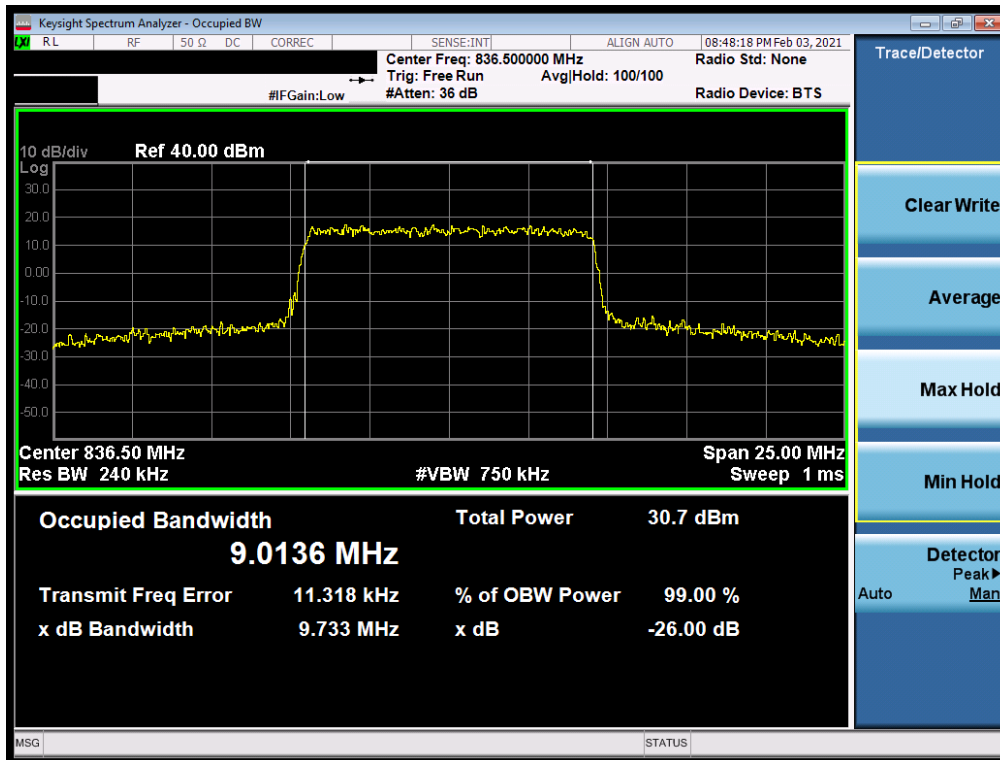 Keysight Spectrum Analyzer - Occupied BW
LXI RL RF 50 Ω DC CORREC SENSE:INT ALIGN AUTO 08:48:18 PM Feb 03, 2021
Center Freq: 836.500000 MHz Radio Std: None
Trig: Free Run Avg|Hold: 100/100
#IFGain:Low #Atten: 36 dB Radio Device: BTS
10 dB/div Ref 40.00 dBm
Log
30.0
20.0
10.0
0.00
-10.0
-20.0
-30.0
-40.0
-50.0
Center 836.50 MHz Span 25.00 MHz
Res BW 240 kHz #VBW 750 kHz Sweep 1 ms
Occupied Bandwidth Total Power 30.7 dBm
9.0136 MHz
Transmit Freq Error 11.318 kHz % of OBW Power 99.00 %
x dB Bandwidth 9.733 MHz x dB -26.00 dB
MSG STATUS
Trace/Detector
Clear Write
Average
Max Hold
Min Hold
Detector
Peak▶
Auto Man